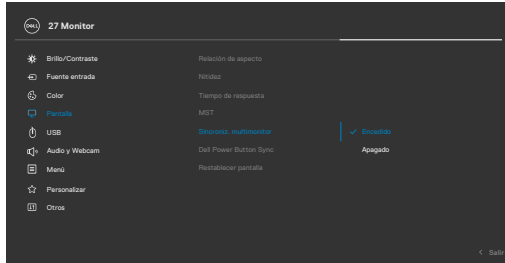 DELL 27 Monitor
Brillo/Contraste Relación de aspecto
Fuente entrada Nitidez
Color Tiempo de respuesta
Pantalla MST
USB Sincroniz. multimonitor Encedido
Audio y Webcam Dell Power Button Sync Apagado
Menú Restablecer pantalla
Personalizar
Otros
Salir